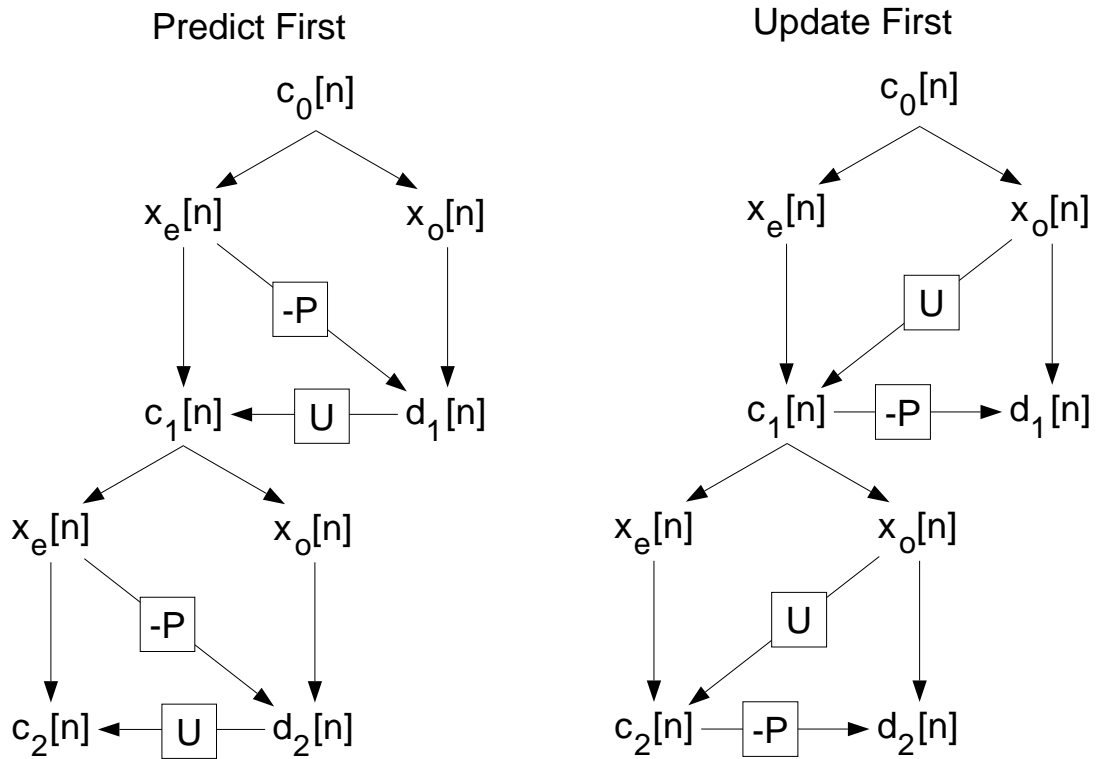 Predict First
Update First
c₀[n]
c₀[n]
xₑ[n]
xₒ[n]
xₑ[n]
xₒ[n]
-P
U
c₁[n]
U
d₁[n]
c₁[n]
-P
d₁[n]
xₑ[n]
xₒ[n]
xₑ[n]
xₒ[n]
-P
U
c₂[n]
U
d₂[n]
c₂[n]
-P
d₂[n]